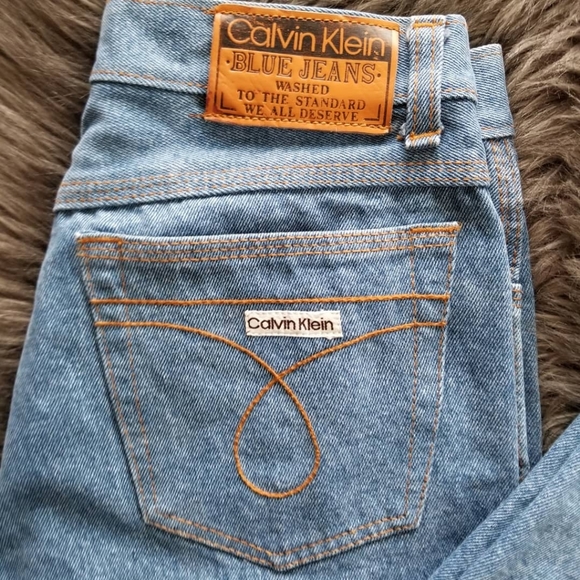 Calvin Klein
·BLUE JEANS·
WASHED
TO THE STANDARD
WE ALL DESERVE
Calvin Klein